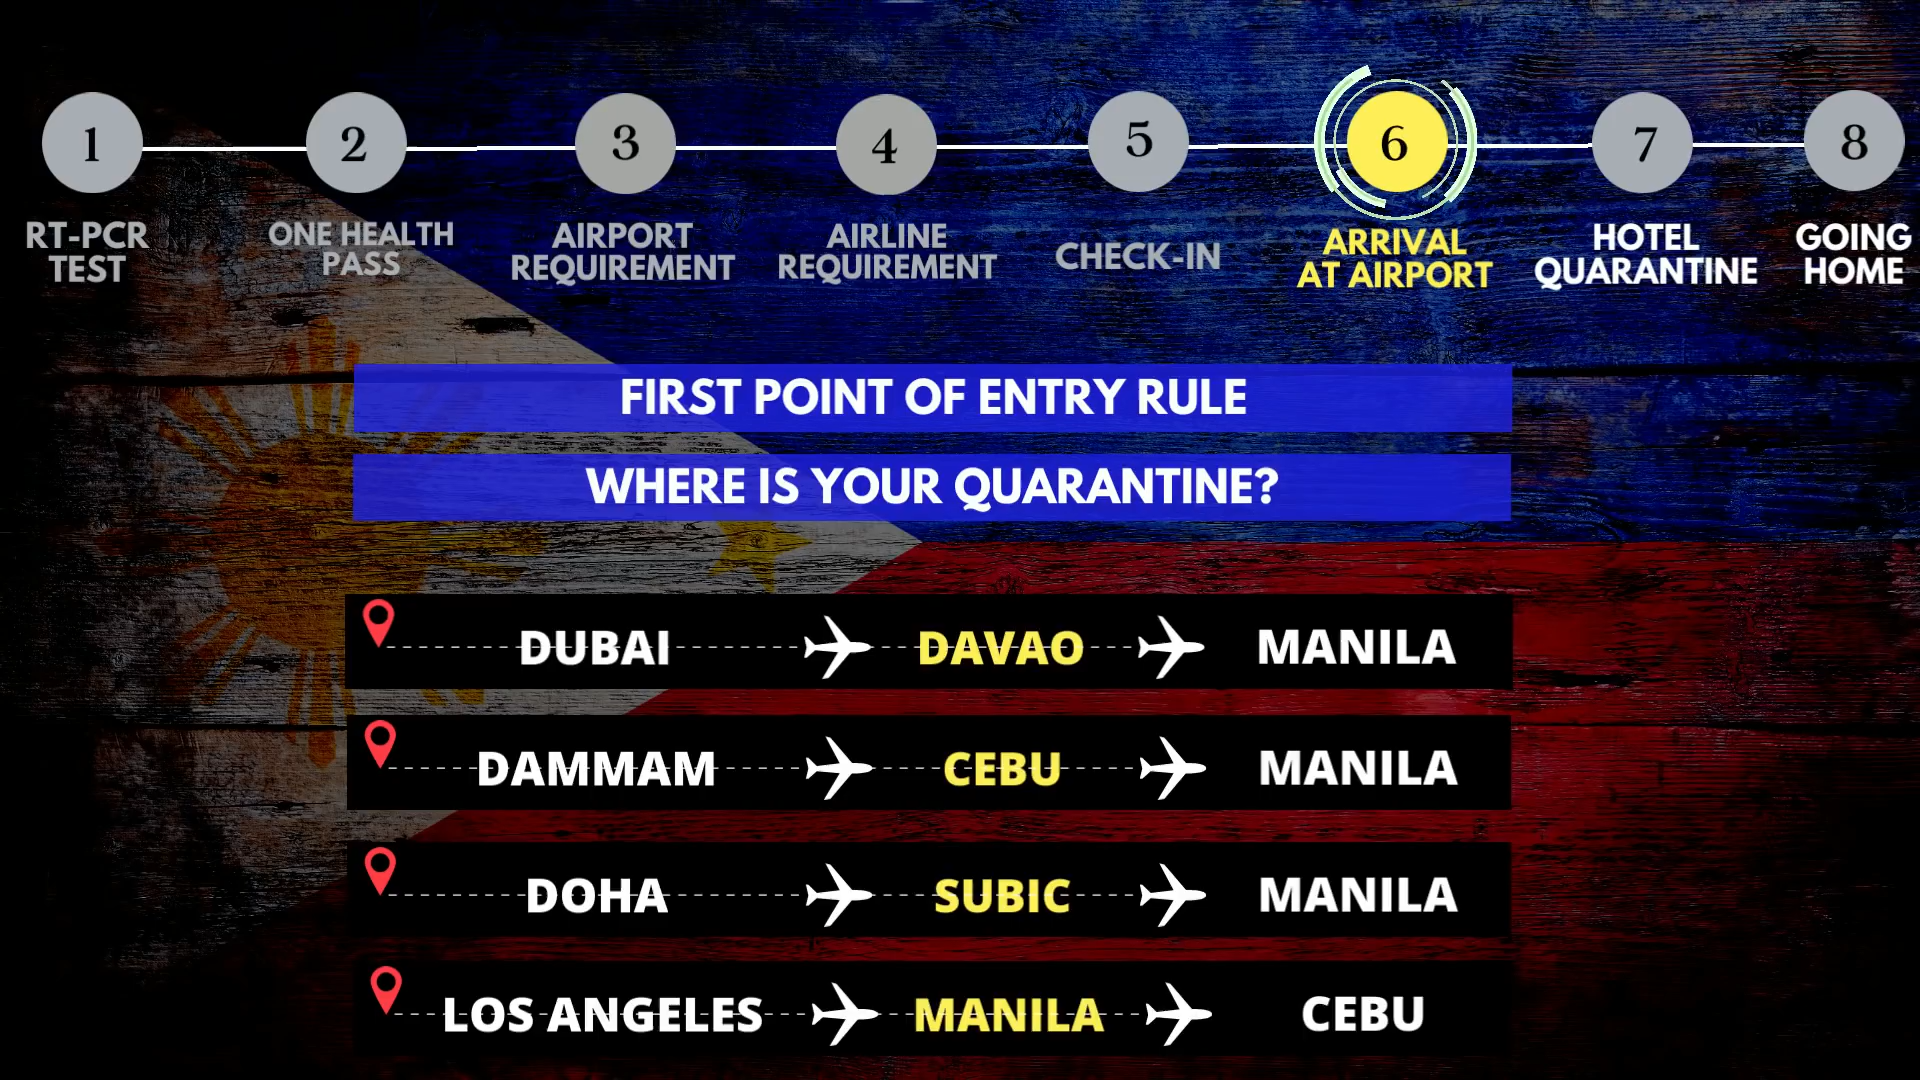 1 2 3 4 5 6 7 8
RT-PCR
TEST
ONE HEALTH
PASS
AIRPORT
REQUIREMENT
AIRLINE
REQUIREMENT
CHECK-IN
ARRIVAL
AT AIRPORT
HOTEL
QUARANTINE
GOING
HOME
FIRST POINT OF ENTRY RULE
WHERE IS YOUR QUARANTINE?
DUBAI DAVAO MANILA
DAMMAM CEBU MANILA
DOHA SUBIC MANILA
LOS ANGELES MANILA CEBU